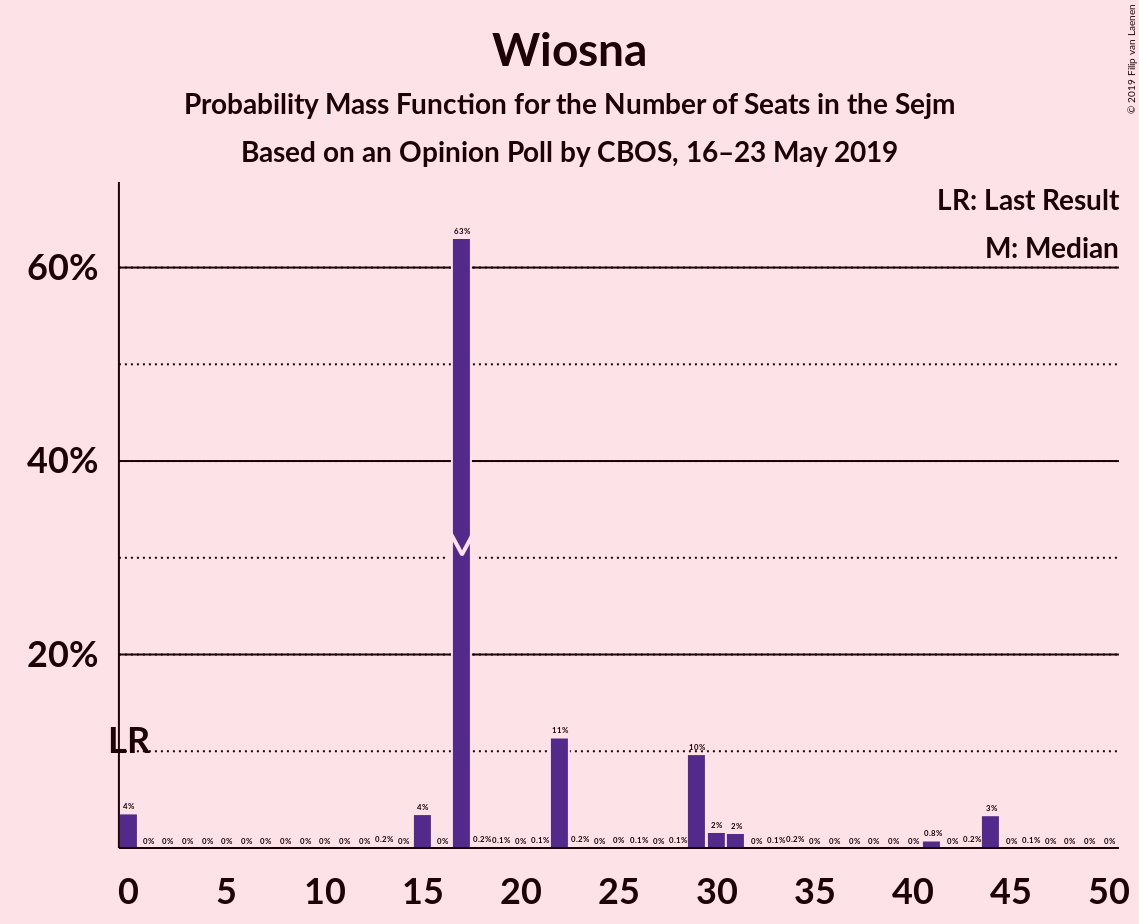 Wiosna
Probability Mass Function for the Number of Seats in the Sejm
Based on an Opinion Poll by CBOS, 16–23 May 2019
© 2019 Filip van Laenen
LR: Last Result
M: Median
60%
40%
20%
LR
4% 0% 0% 0% 0% 0% 0% 0% 0% 0% 0% 0% 0% 0.2% 0% 4% 0% 63% 0.2% 0.1% 0% 0.1% 11% 0.2% 0% 0% 0.1% 0% 0.1% 10% 2% 2% 0% 0.1% 0.2% 0% 0% 0% 0% 0% 0% 0.8% 0% 0.2% 3% 0% 0.1% 0% 0% 0% 0%
0 5 10 15 20 25 30 35 40 45 50